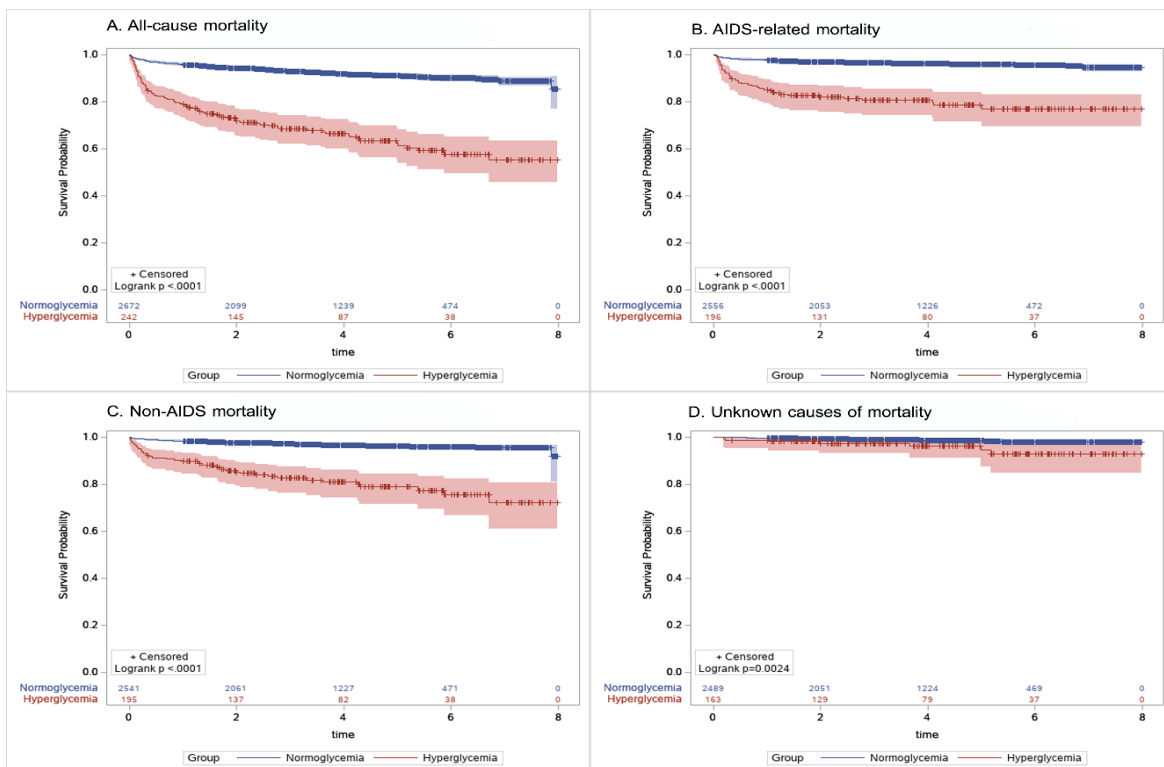 A. All-cause mortality
1.0
0.8
0.6
0.4
0.2
0.0
Survival Probability
+ Censored
Logrank p <.0001
Normoglycemia 2672 2099 1239 474 0
Hyperglycemia 242 145 87 38 0
0 2 4 6 8
time
Group Normoglycemia Hyperglycemia
B. AIDS-related mortality
1.0
0.8
0.6
0.4
0.2
0.0
Survival Probability
+ Censored
Logrank p <.0001
Normoglycemia 2556 2053 1226 472 0
Hyperglycemia 196 131 80 37 0
0 2 4 6 8
time
Group Normoglycemia Hyperglycemia
C. Non-AIDS mortality
1.0
0.8
0.6
0.4
0.2
0.0
Survival Probability
+ Censored
Logrank p <.0001
Normoglycemia 2541 2061 1227 471 0
Hyperglycemia 195 137 82 38 0
0 2 4 6 8
time
Group Normoglycemia Hyperglycemia
D. Unknown causes of mortality
1.0
0.8
0.6
0.4
0.2
0.0
Survival Probability
+ Censored
Logrank p=0.0024
Normoglycemia 2489 2051 1224 469 0
Hyperglycemia 163 129 79 37 0
0 2 4 6 8
time
Group Normoglycemia Hyperglycemia